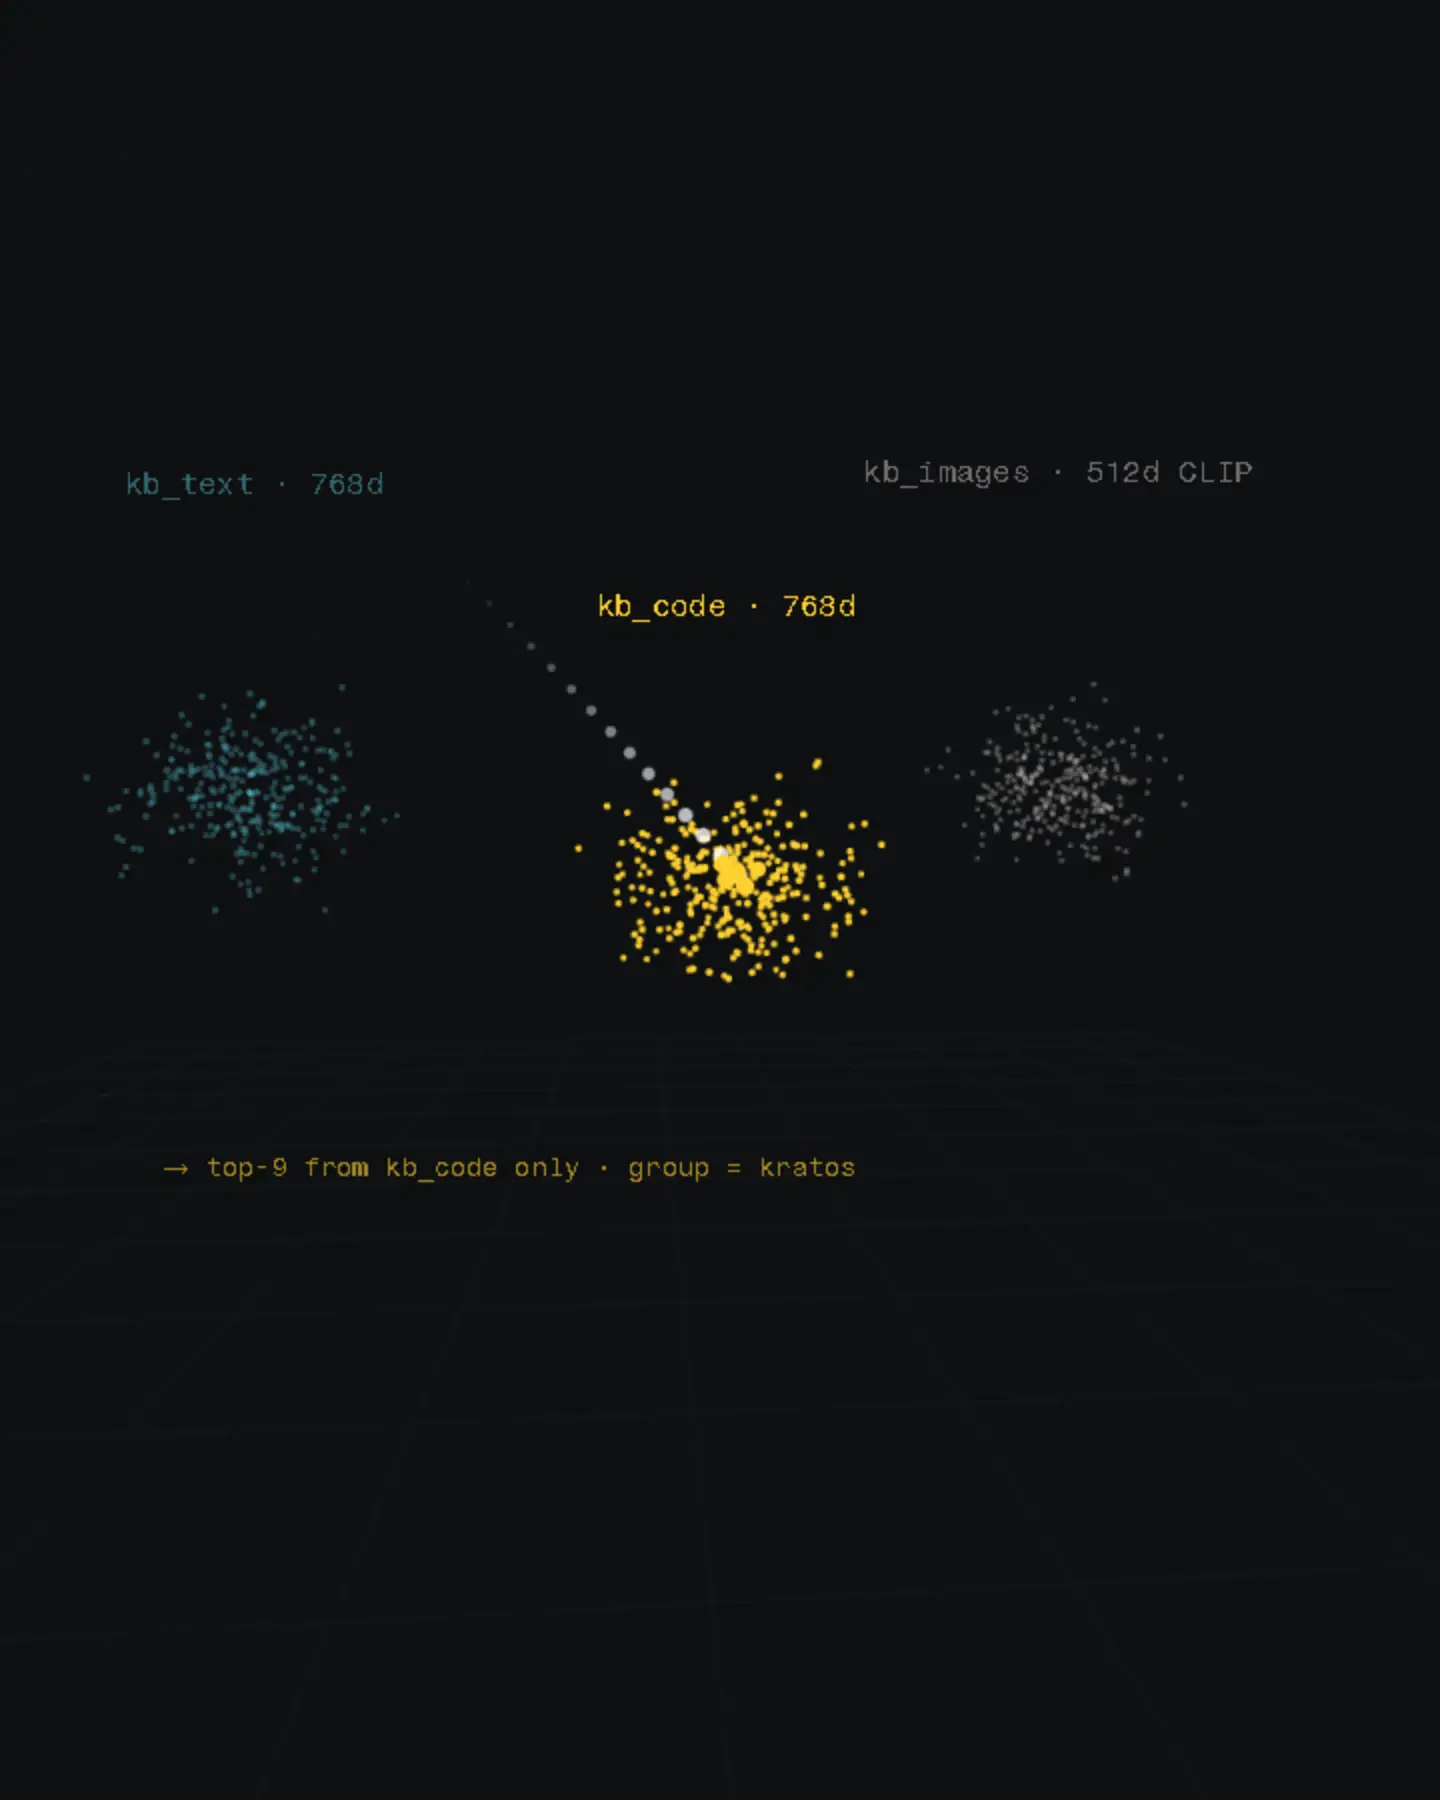 kb_text · 768d
kb_images · 512d CLIP
kb_code · 768d
→ top-9 from kb_code only · group = kratos